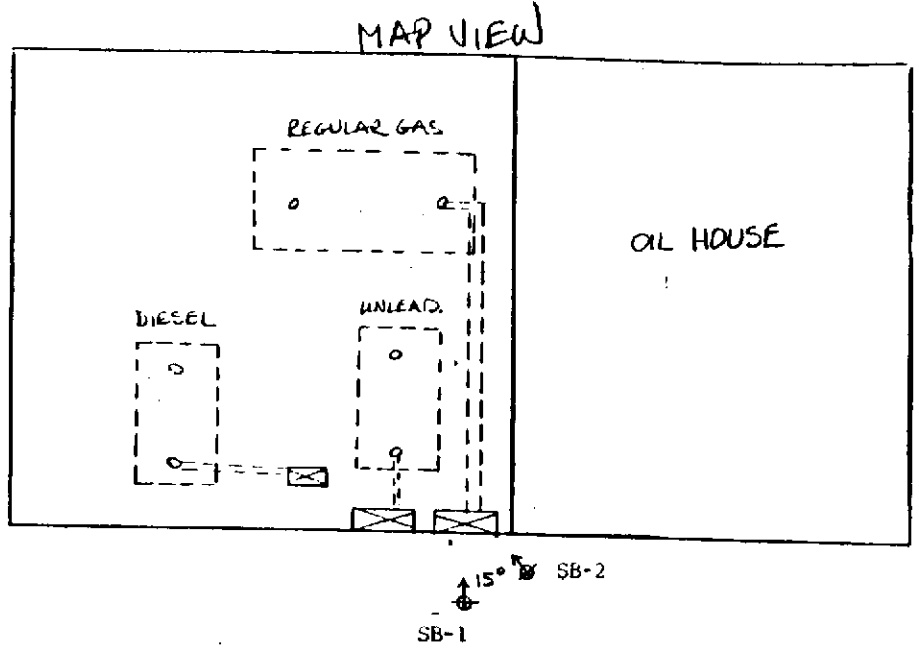 MAP VIEW
REGULAR GAS
OIL HOUSE
DIESEL
UNLEAD.
15°
SB-2
SB-1